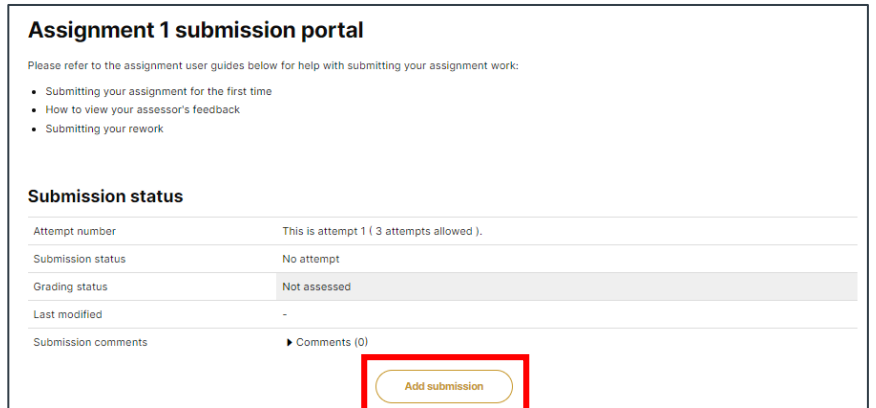 Assignment 1 submission portal
Please refer to the assignment user guides below for help with submitting your assignment work:
Submitting your assignment for the first time
How to view your assessor's feedback
Submitting your rework
Submission status
Attempt number This is attempt 1 ( 3 attempts allowed ).
Submission status No attempt
Grading status Not assessed
Last modified -
Submission comments Comments (0)
Add submission